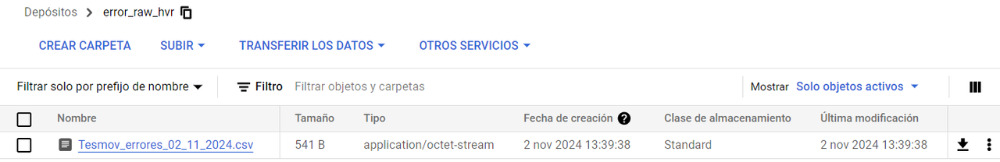 Depósitos > error_raw_hvr
CREAR CARPETA SUBIR TRANSFERIR LOS DATOS OTROS SERVICIOS
Filtrar solo por prefijo de nombre Filtro Filtrar objetos y carpetas Mostrar Solo objetos activos
Nombre Tamaño Tipo Fecha de creación ? Clase de almacenamiento Última modificación
Tesmov_errores_02_11_2024.csv 541 B application/octet-stream 2 nov 2024 13:39:38 Standard 2 nov 2024 13:39:38